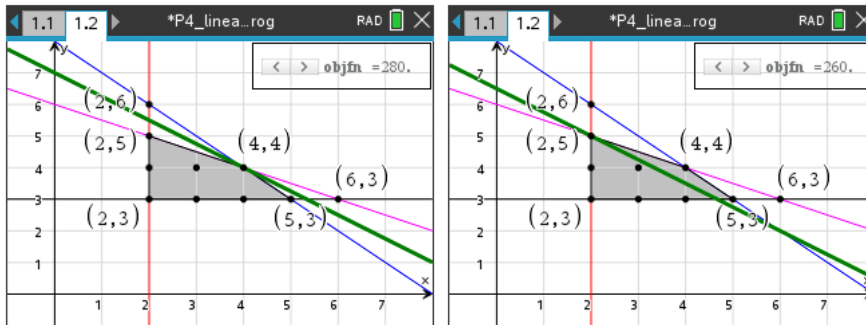 1.1 1.2 *P4_linea…rog RAD
y
objfn =280.
7
6
(2,6)
5
(2,5)
(4,4)
4
(6,3)
3
(2,3)
(5,3)
2
1
x
1 2 3 4 5 6 7
1.1 1.2 *P4_linea…rog RAD
y
objfn =260.
7
6
(2,6)
5
(2,5)
(4,4)
4
(6,3)
3
(2,3)
(5,3)
2
1
x
1 2 3 4 5 6 7